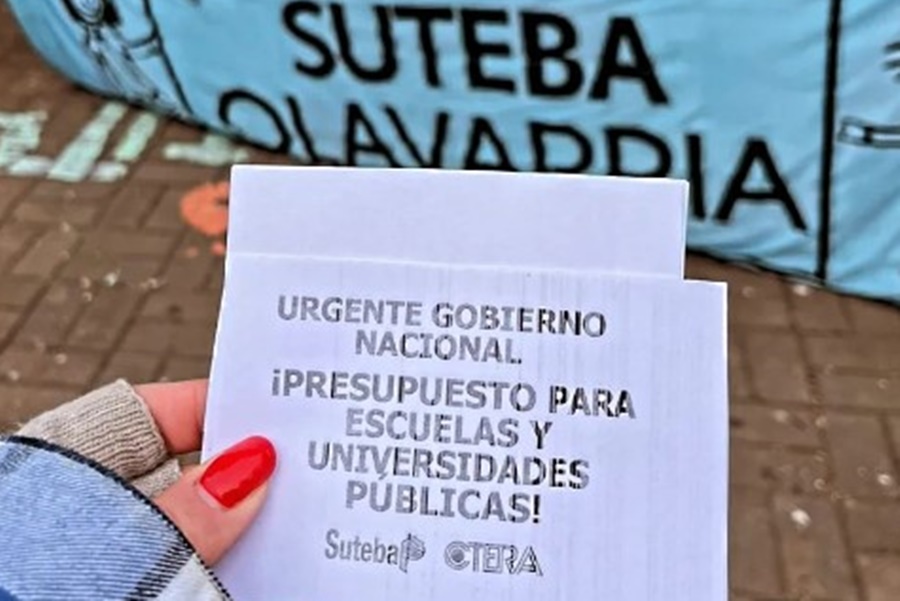 SUTEBA
OLAVARRIA
URGENTE GOBIERNO
NACIONAL.
¡PRESUPUESTO PARA
ESCUELAS Y
UNIVERSIDADES
PÚBLICAS!
Suteba CTERA